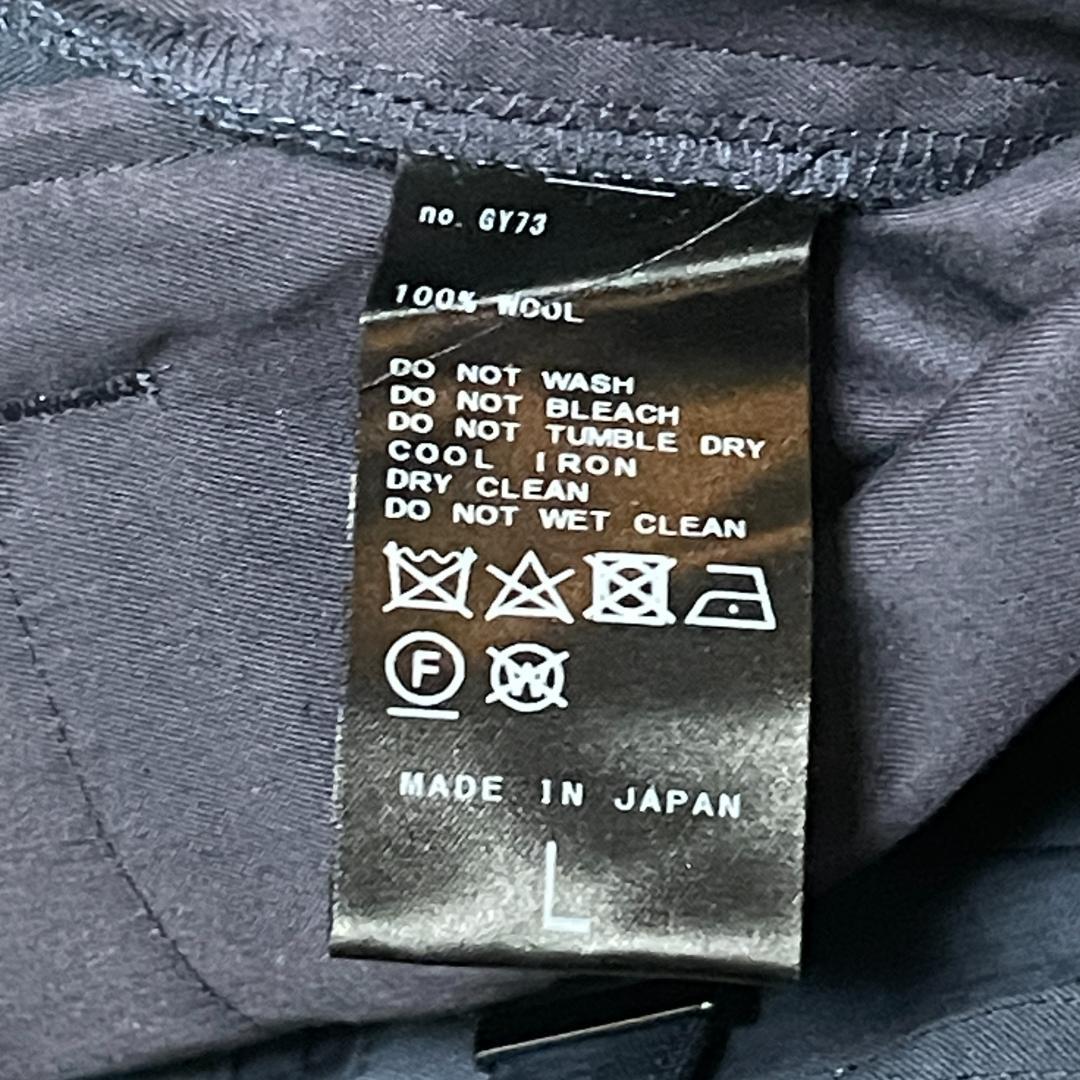 no. GY73
100% WOOL
DO NOT WASH
DO NOT BLEACH
DO NOT TUMBLE DRY
COOL IRON
DRY CLEAN
DO NOT WET CLEAN
F W
MADE IN JAPAN
L